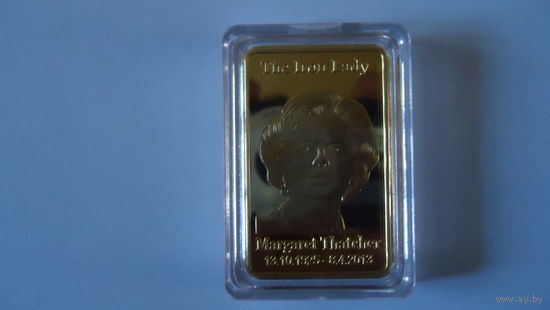 The Iron Lady
Margaret Thatcher
13.10.1925 - 8.4.2013
www.ay.by